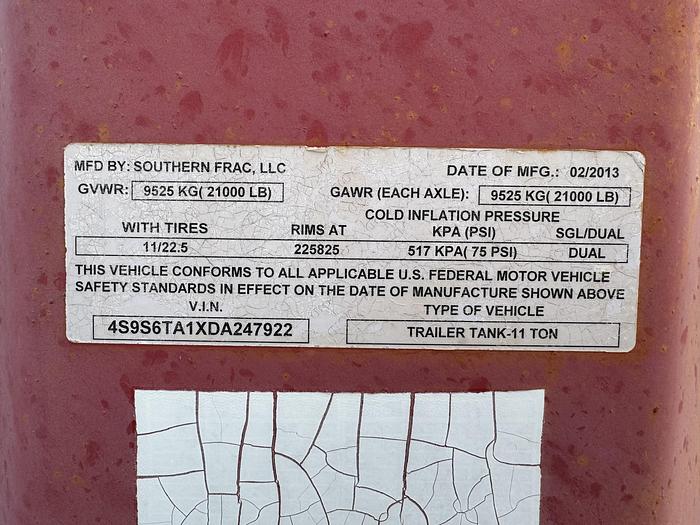 MFD BY: SOUTHERN FRAC, LLC DATE OF MFG.: 02/2013
GVWR: 9525 KG( 21000 LB) GAWR (EACH AXLE): 9525 KG( 21000 LB)
COLD INFLATION PRESSURE
WITH TIRES RIMS AT KPA (PSI) SGL/DUAL
11/22.5 225825 517 KPA( 75 PSI) DUAL
THIS VEHICLE CONFORMS TO ALL APPLICABLE U.S. FEDERAL MOTOR VEHICLE
SAFETY STANDARDS IN EFFECT ON THE DATE OF MANUFACTURE SHOWN ABOVE
V.I.N. TYPE OF VEHICLE
4S9S6TA1XDA247922 TRAILER TANK-11 TON